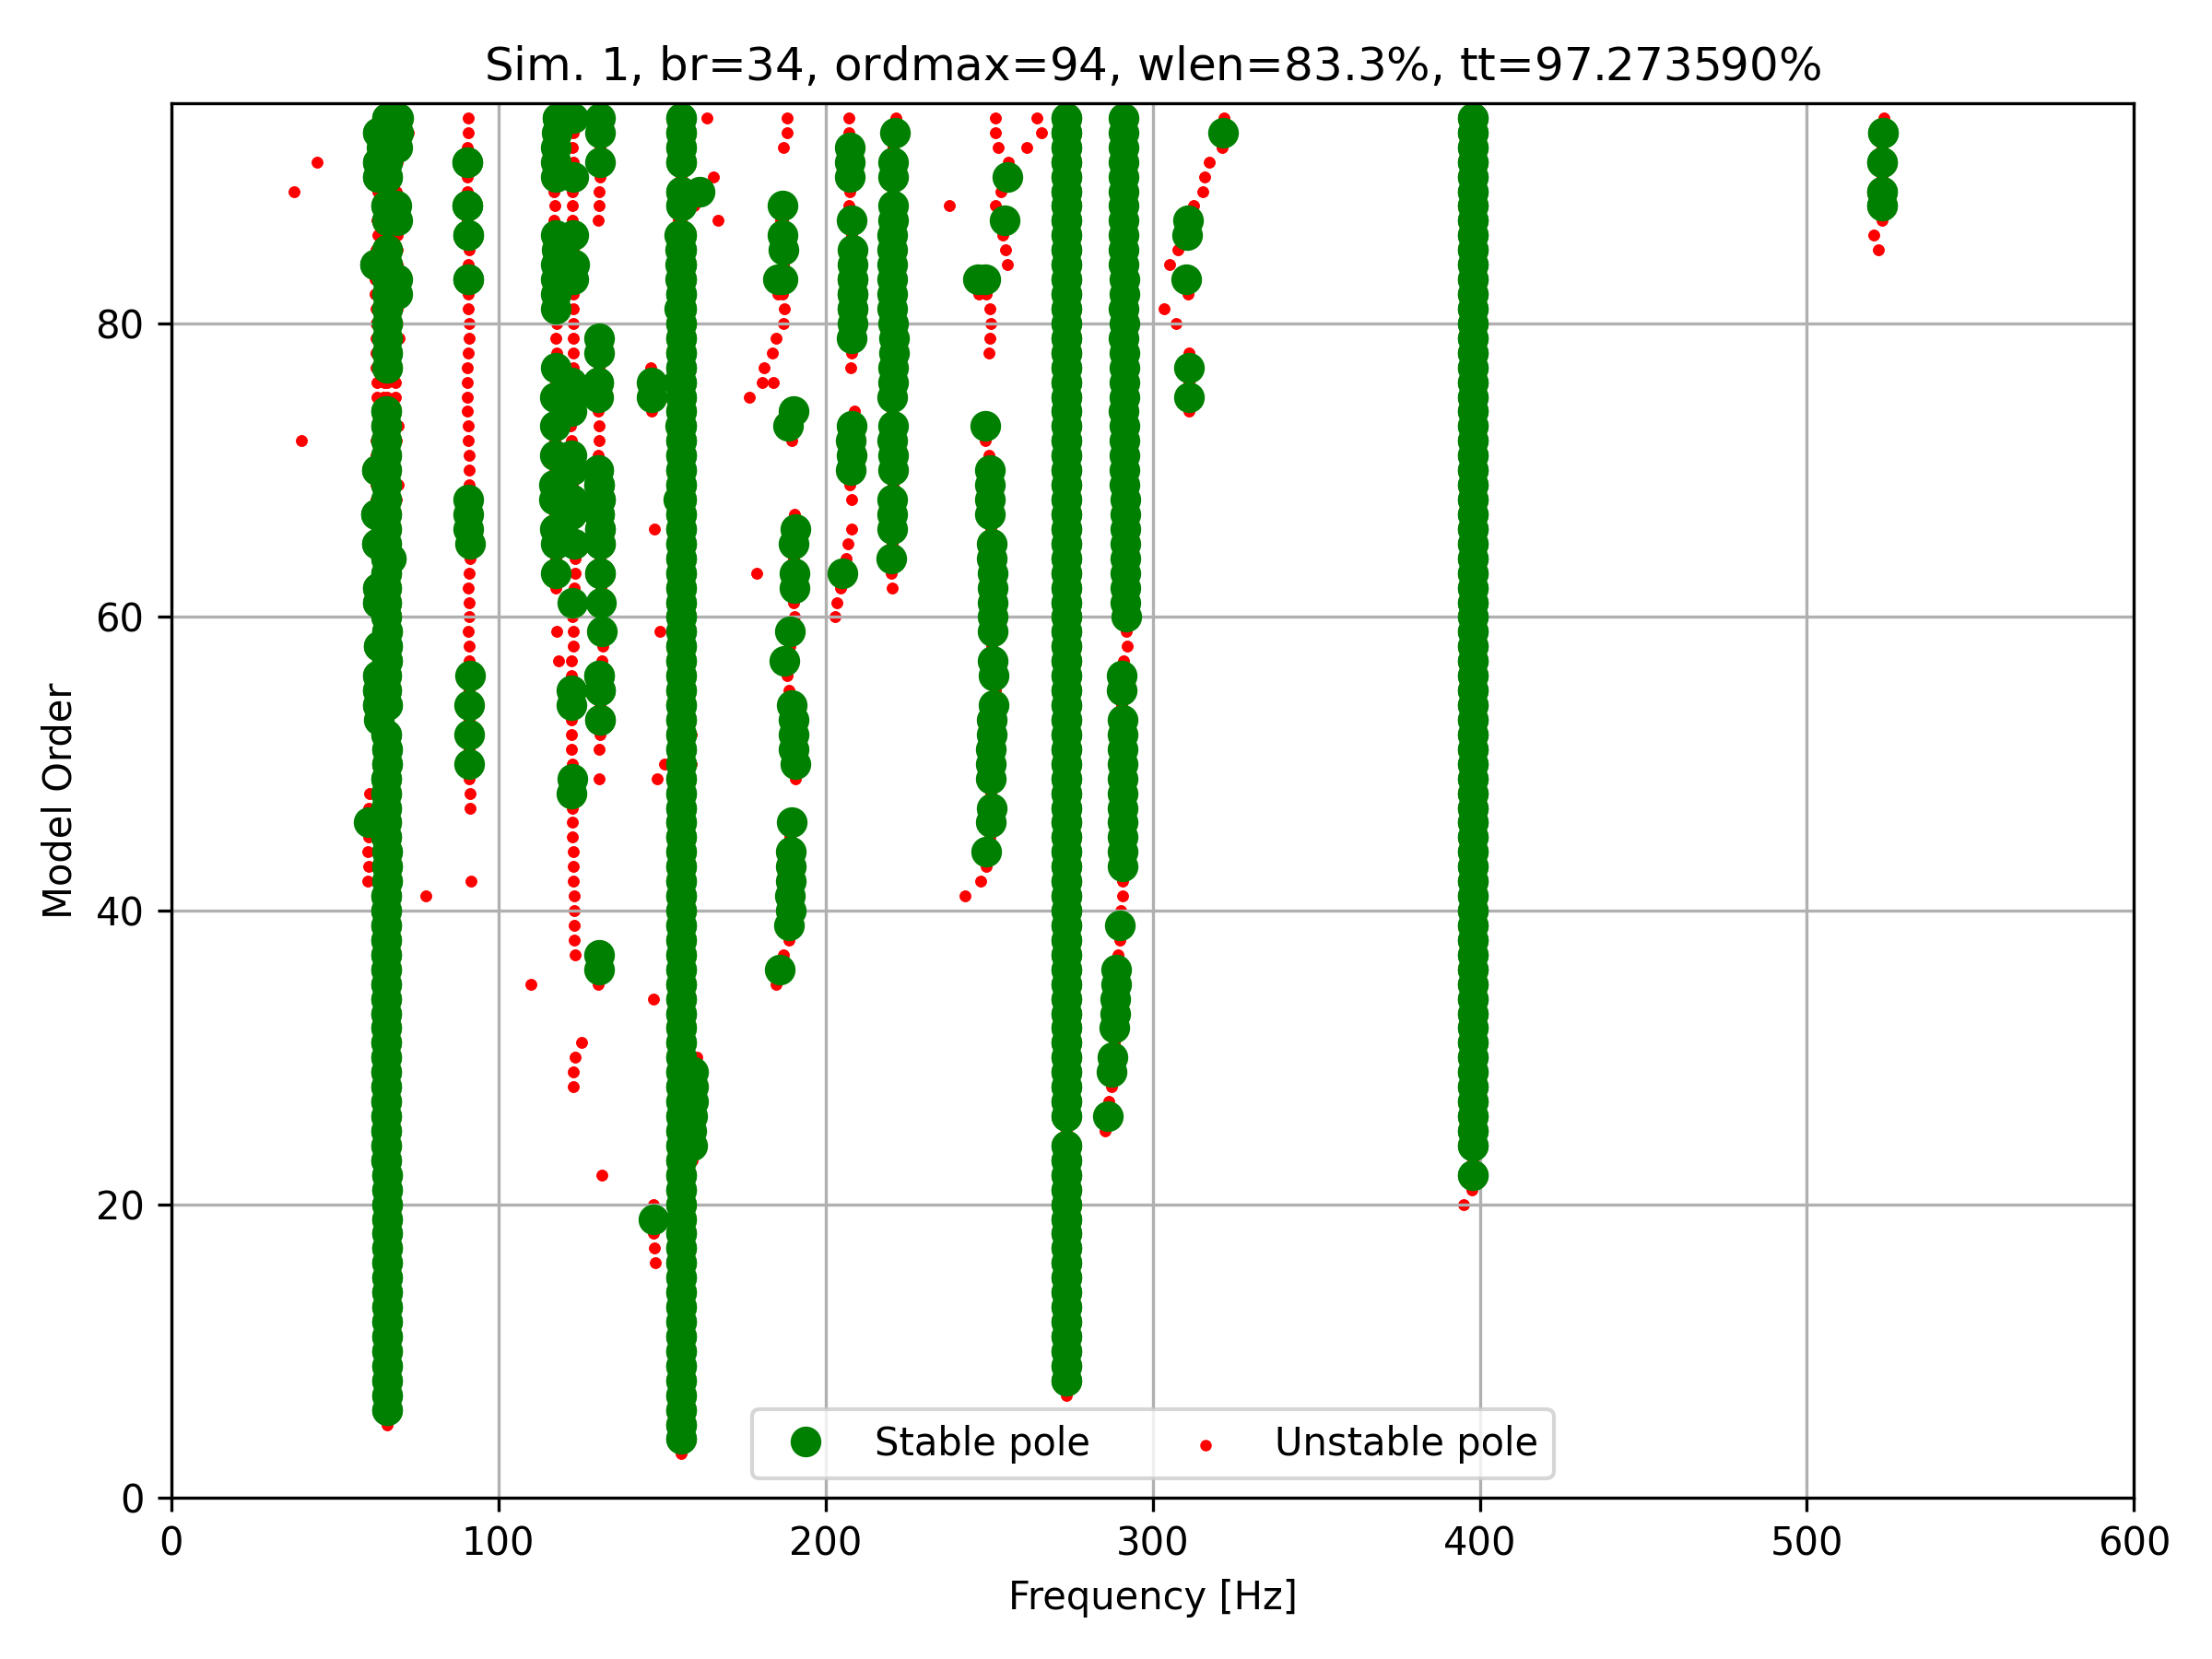 Sim. 1, br=34, ordmax=94, wlen=83.3%, tt=97.273590%
Model Order
80
60
40
20
0
Stable pole
Unstable pole
0 100 200 300 400 500 600
Frequency [Hz]